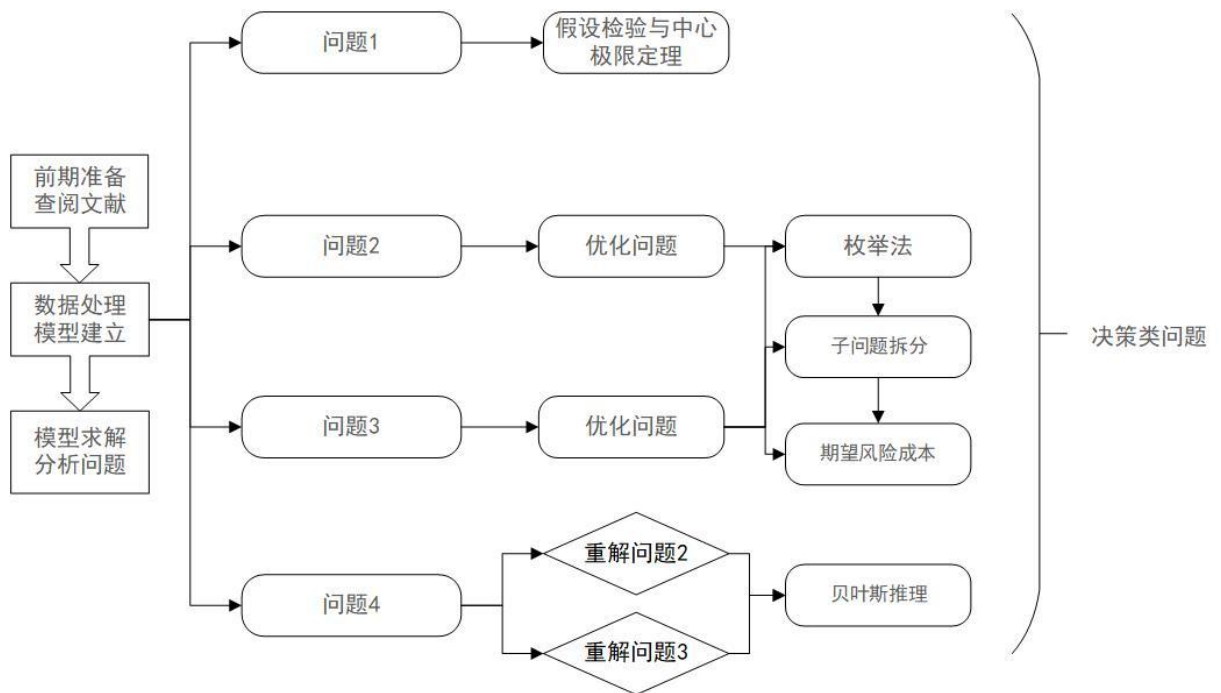 前期准备
查阅文献
数据处理
模型建立
模型求解
分析问题
问题1
假设检验与中心
极限定理
问题2
优化问题
枚举法
子问题拆分
问题3
优化问题
期望风险成本
问题4
重解问题2
重解问题3
贝叶斯推理
决策类问题